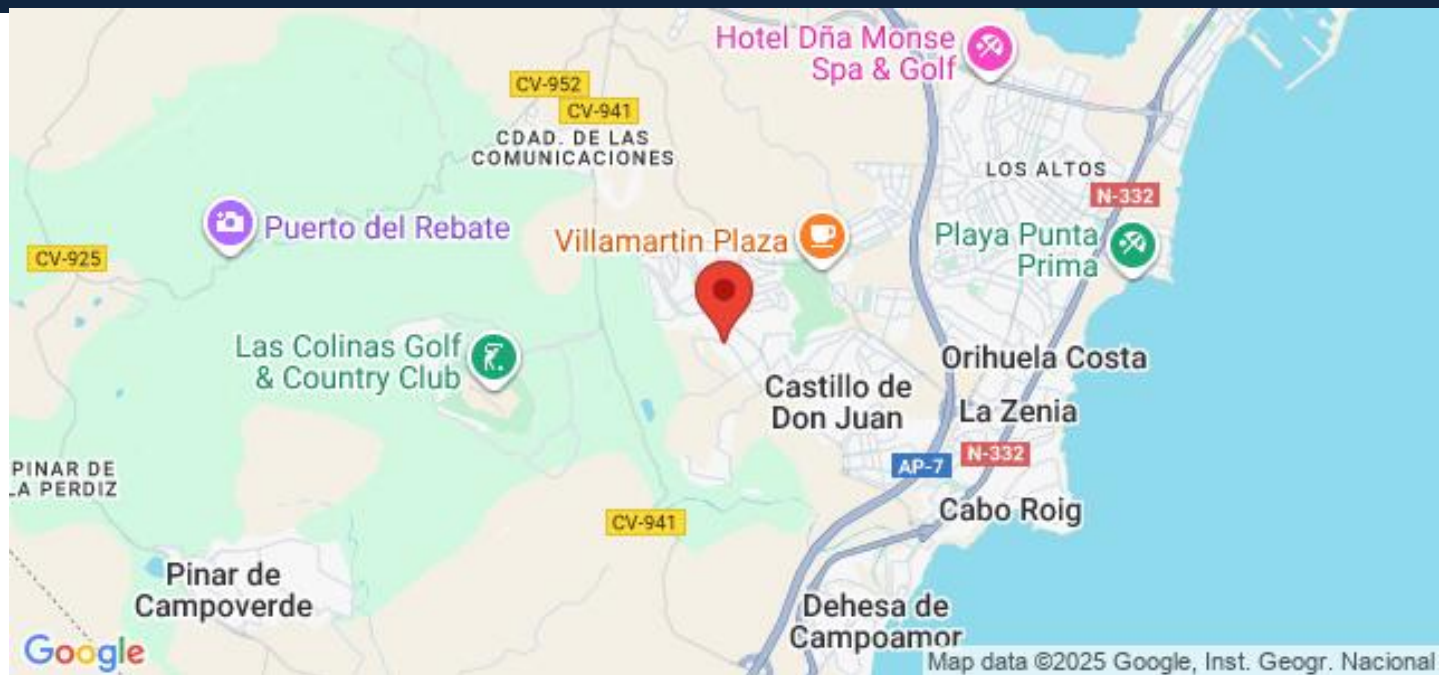 Hotel Dña Monse
Spa & Golf
CV-952
CV-941
CDAD. DE LAS
COMUNICACIONES
LOS ALTOS
N-332
Puerto del Rebate
Villamartin Plaza
Playa Punta
Prima
CV-925
Las Colinas Golf
& Country Club
Orihuela Costa
Castillo de
Don Juan
La Zenia
N-332
AP-7
PINAR DE
LA PERDIZ
Cabo Roig
CV-941
Pinar de
Campoverde
Dehesa de
Campoamor
Google
Map data ©2025 Google, Inst. Geogr. Nacional